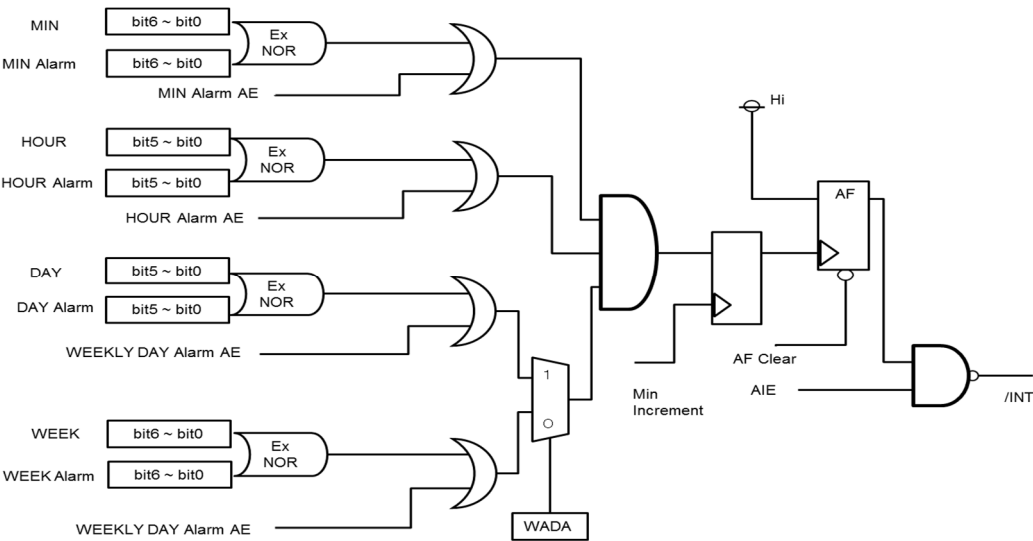 MIN
bit6 ~ bit0
Ex
NOR
MIN Alarm
bit6 ~ bit0
MIN Alarm AE
Hi
HOUR
bit5 ~ bit0
Ex
NOR
HOUR Alarm
bit5 ~ bit0
HOUR Alarm AE
AF
DAY
bit5 ~ bit0
Ex
NOR
DAY Alarm
bit5 ~ bit0
WEEKLY DAY Alarm AE
1
0
Min
Increment
AF Clear
AIE
/INT
WEEK
bit6 ~ bit0
Ex
NOR
WEEK Alarm
bit6 ~ bit0
WEEKLY DAY Alarm AE
WADA